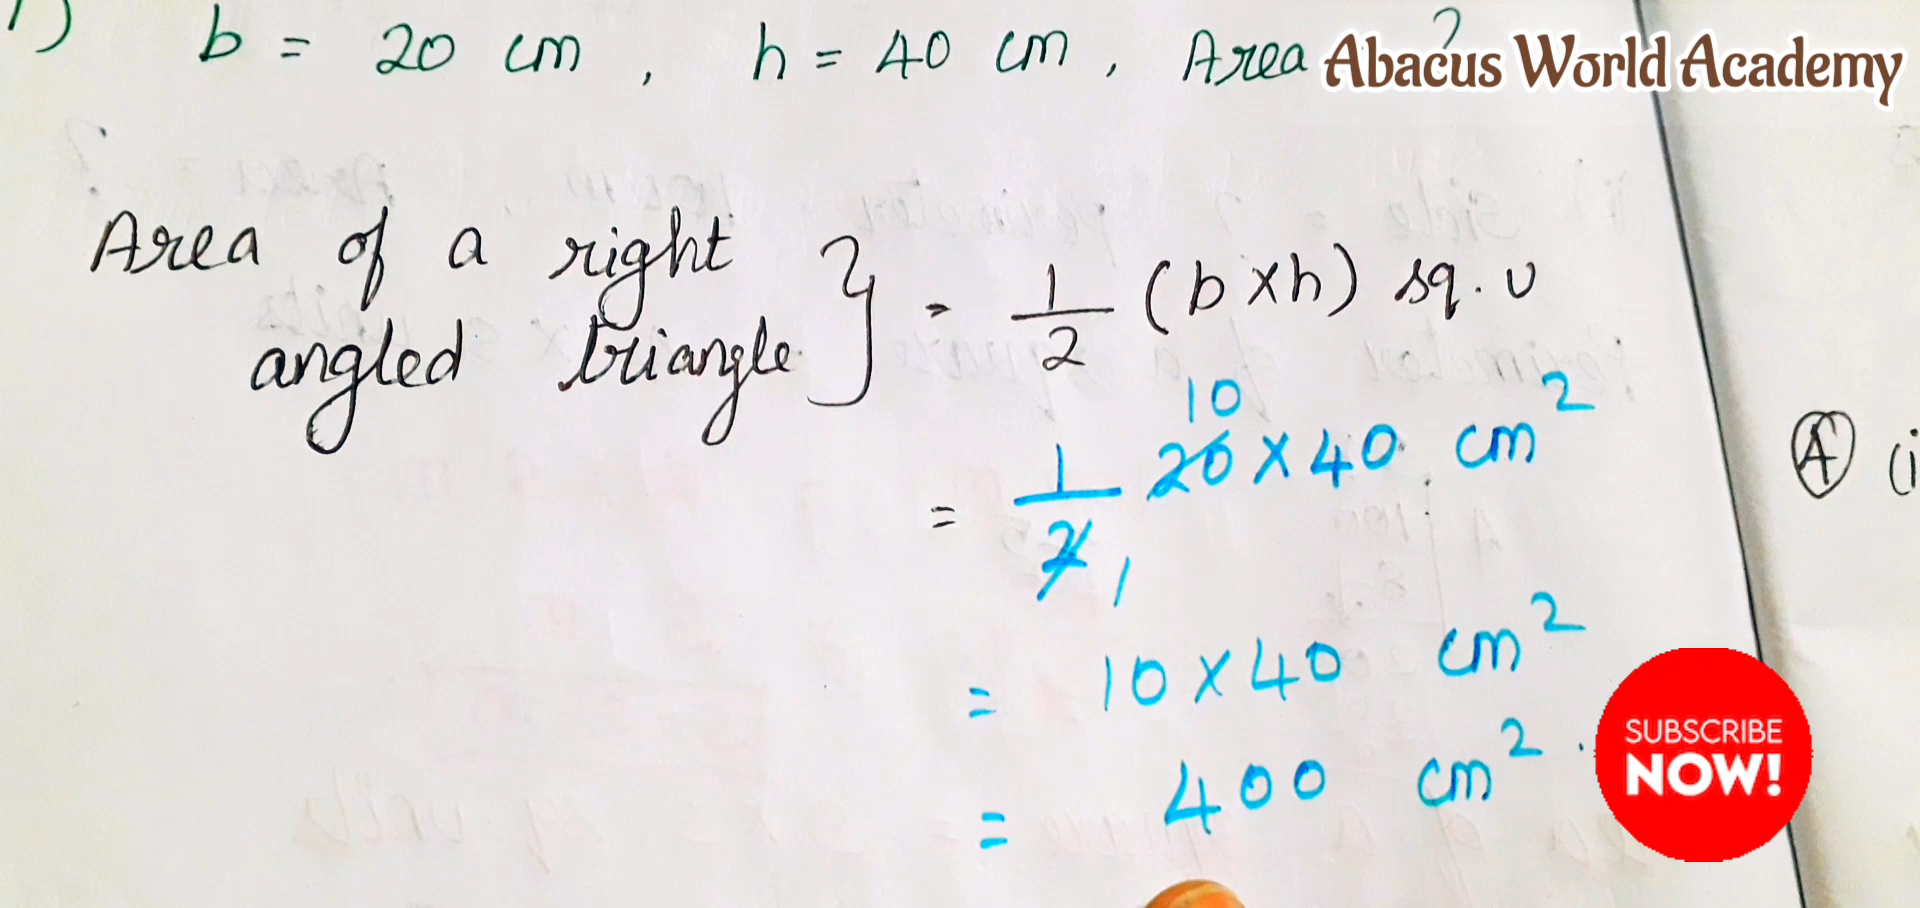 b = 20 cm , h = 40 cm , Area ?
Abacus World Academy
Area of a right
angled triangle } = 1/2 (b x h) sq. u
= 1/2 20 x 40 cm²
10
1
= 10 x 40 cm²
= 400 cm² .
SUBSCRIBE
NOW!
A (i